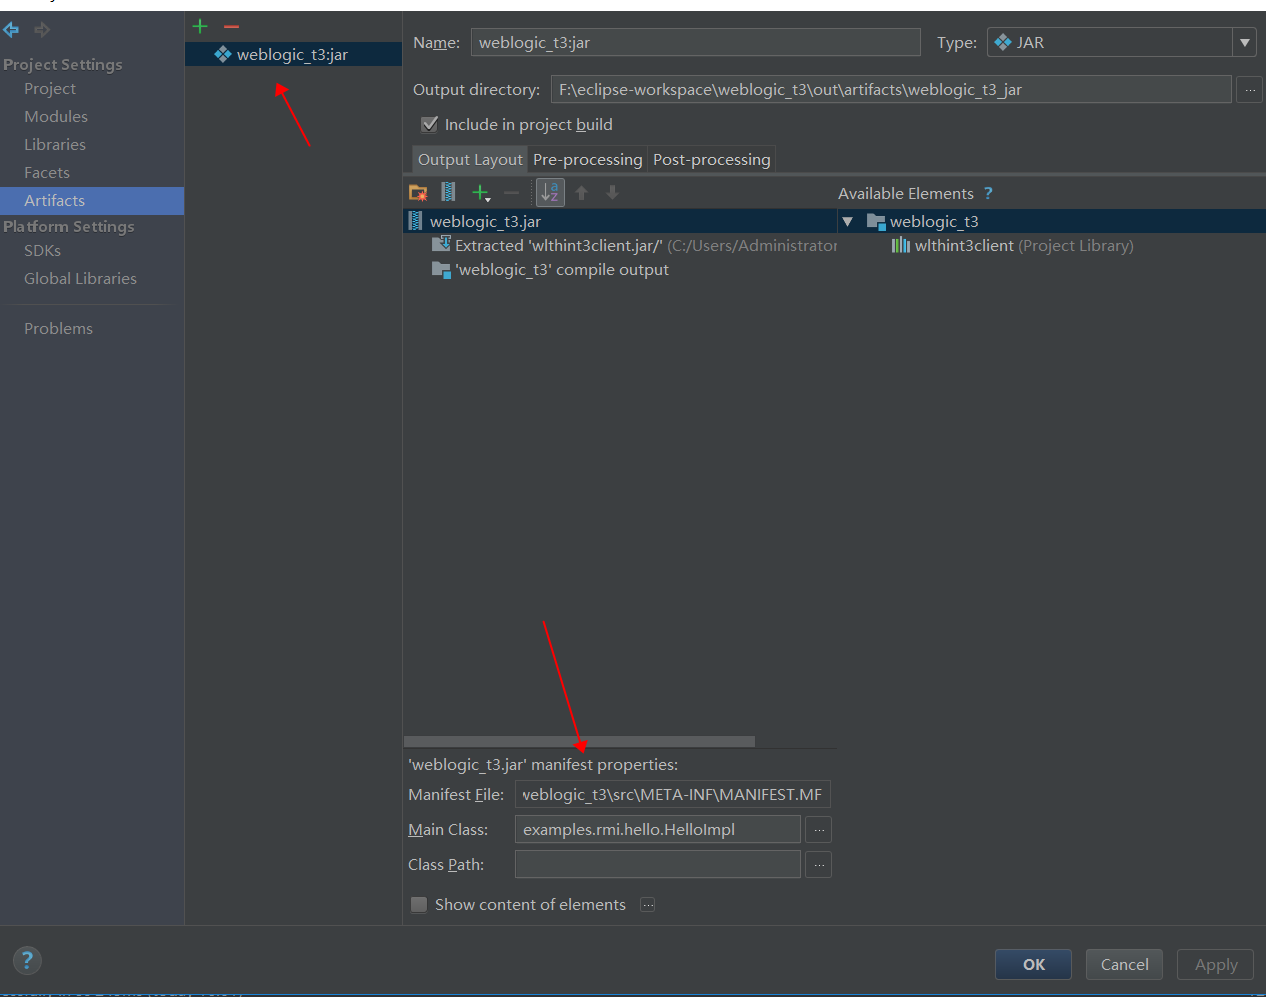 Project Settings
Project
Modules
Libraries
Facets
Artifacts
Platform Settings
SDKs
Global Libraries
Problems
weblogic_t3:jar
Name: weblogic_t3:jar Type: JAR
Output directory: F:\eclipse-workspace\weblogic_t3\out\artifacts\weblogic_t3_jar ...
Include in project build
Output Layout Pre-processing Post-processing
Available Elements ?
weblogic_t3.jar
Extracted 'wlthint3client.jar/' (C:/Users/Administrator
'weblogic_t3' compile output
weblogic_t3
wlthint3client (Project Library)
'weblogic_t3.jar' manifest properties:
Manifest File: weblogic_t3\src\META-INF\MANIFEST.MF
Main Class: examples.rmi.hello.HelloImpl ...
Class Path: ...
Show content of elements ...
? OK Cancel Apply